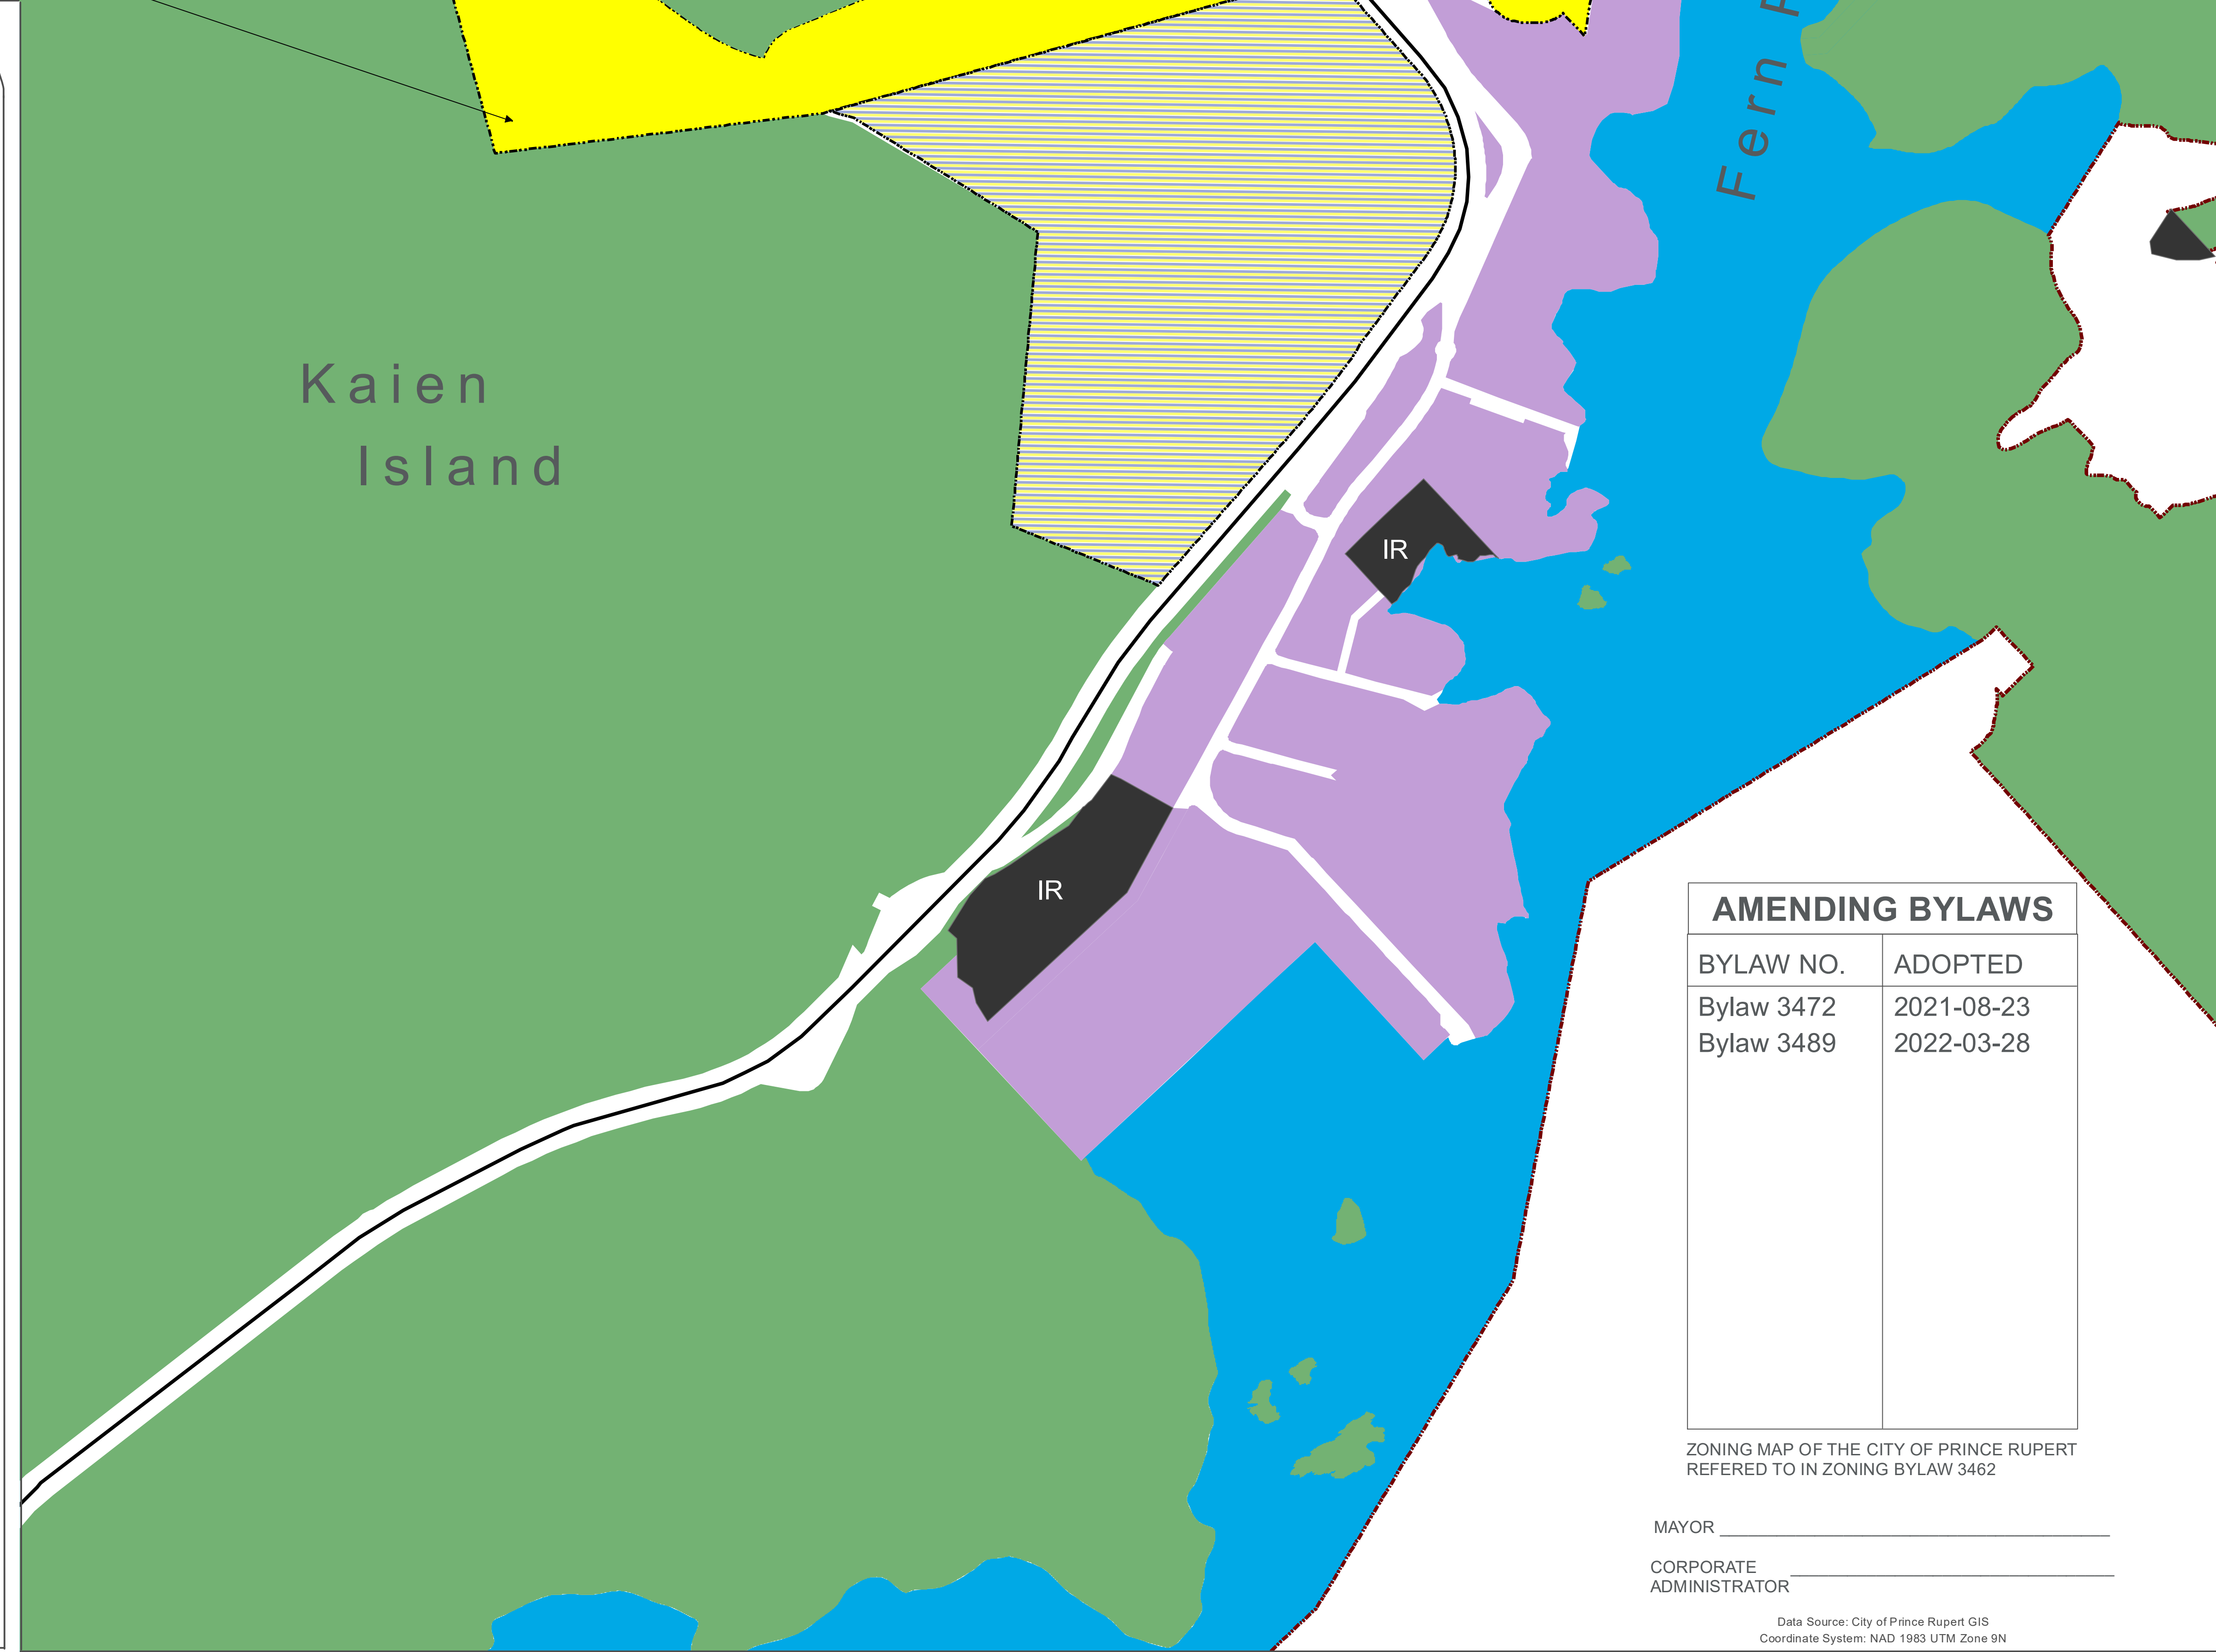 Fern P
Kaien
Island
IR
IR
AMENDING BYLAWS
BYLAW NO. ADOPTED
Bylaw 3472 2021-08-23
Bylaw 3489 2022-03-28
ZONING MAP OF THE CITY OF PRINCE RUPERT
REFERED TO IN ZONING BYLAW 3462
MAYOR
CORPORATE
ADMINISTRATOR
Data Source: City of Prince Rupert GIS
Coordinate System: NAD 1983 UTM Zone 9N